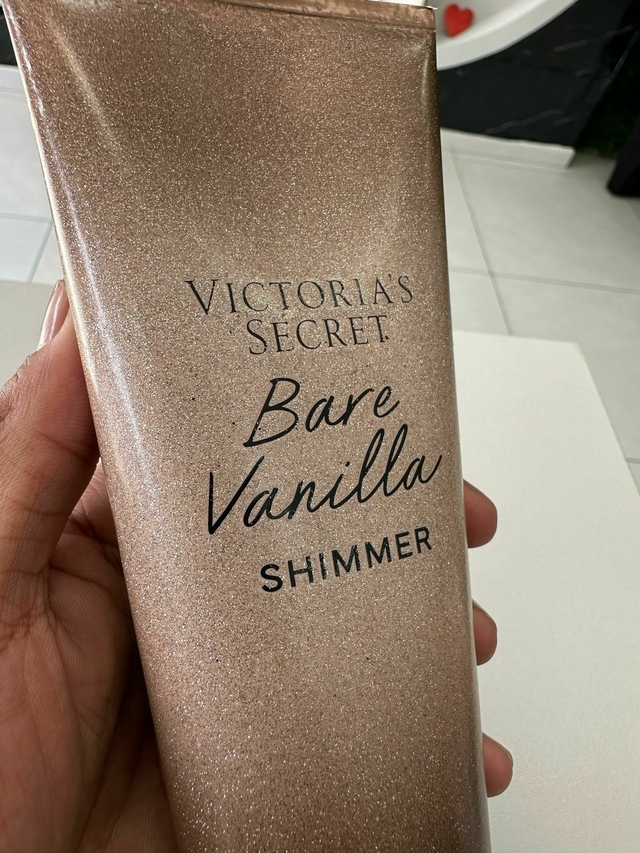 VICTORIA'S
SECRET
Bare
Vanilla
SHIMMER